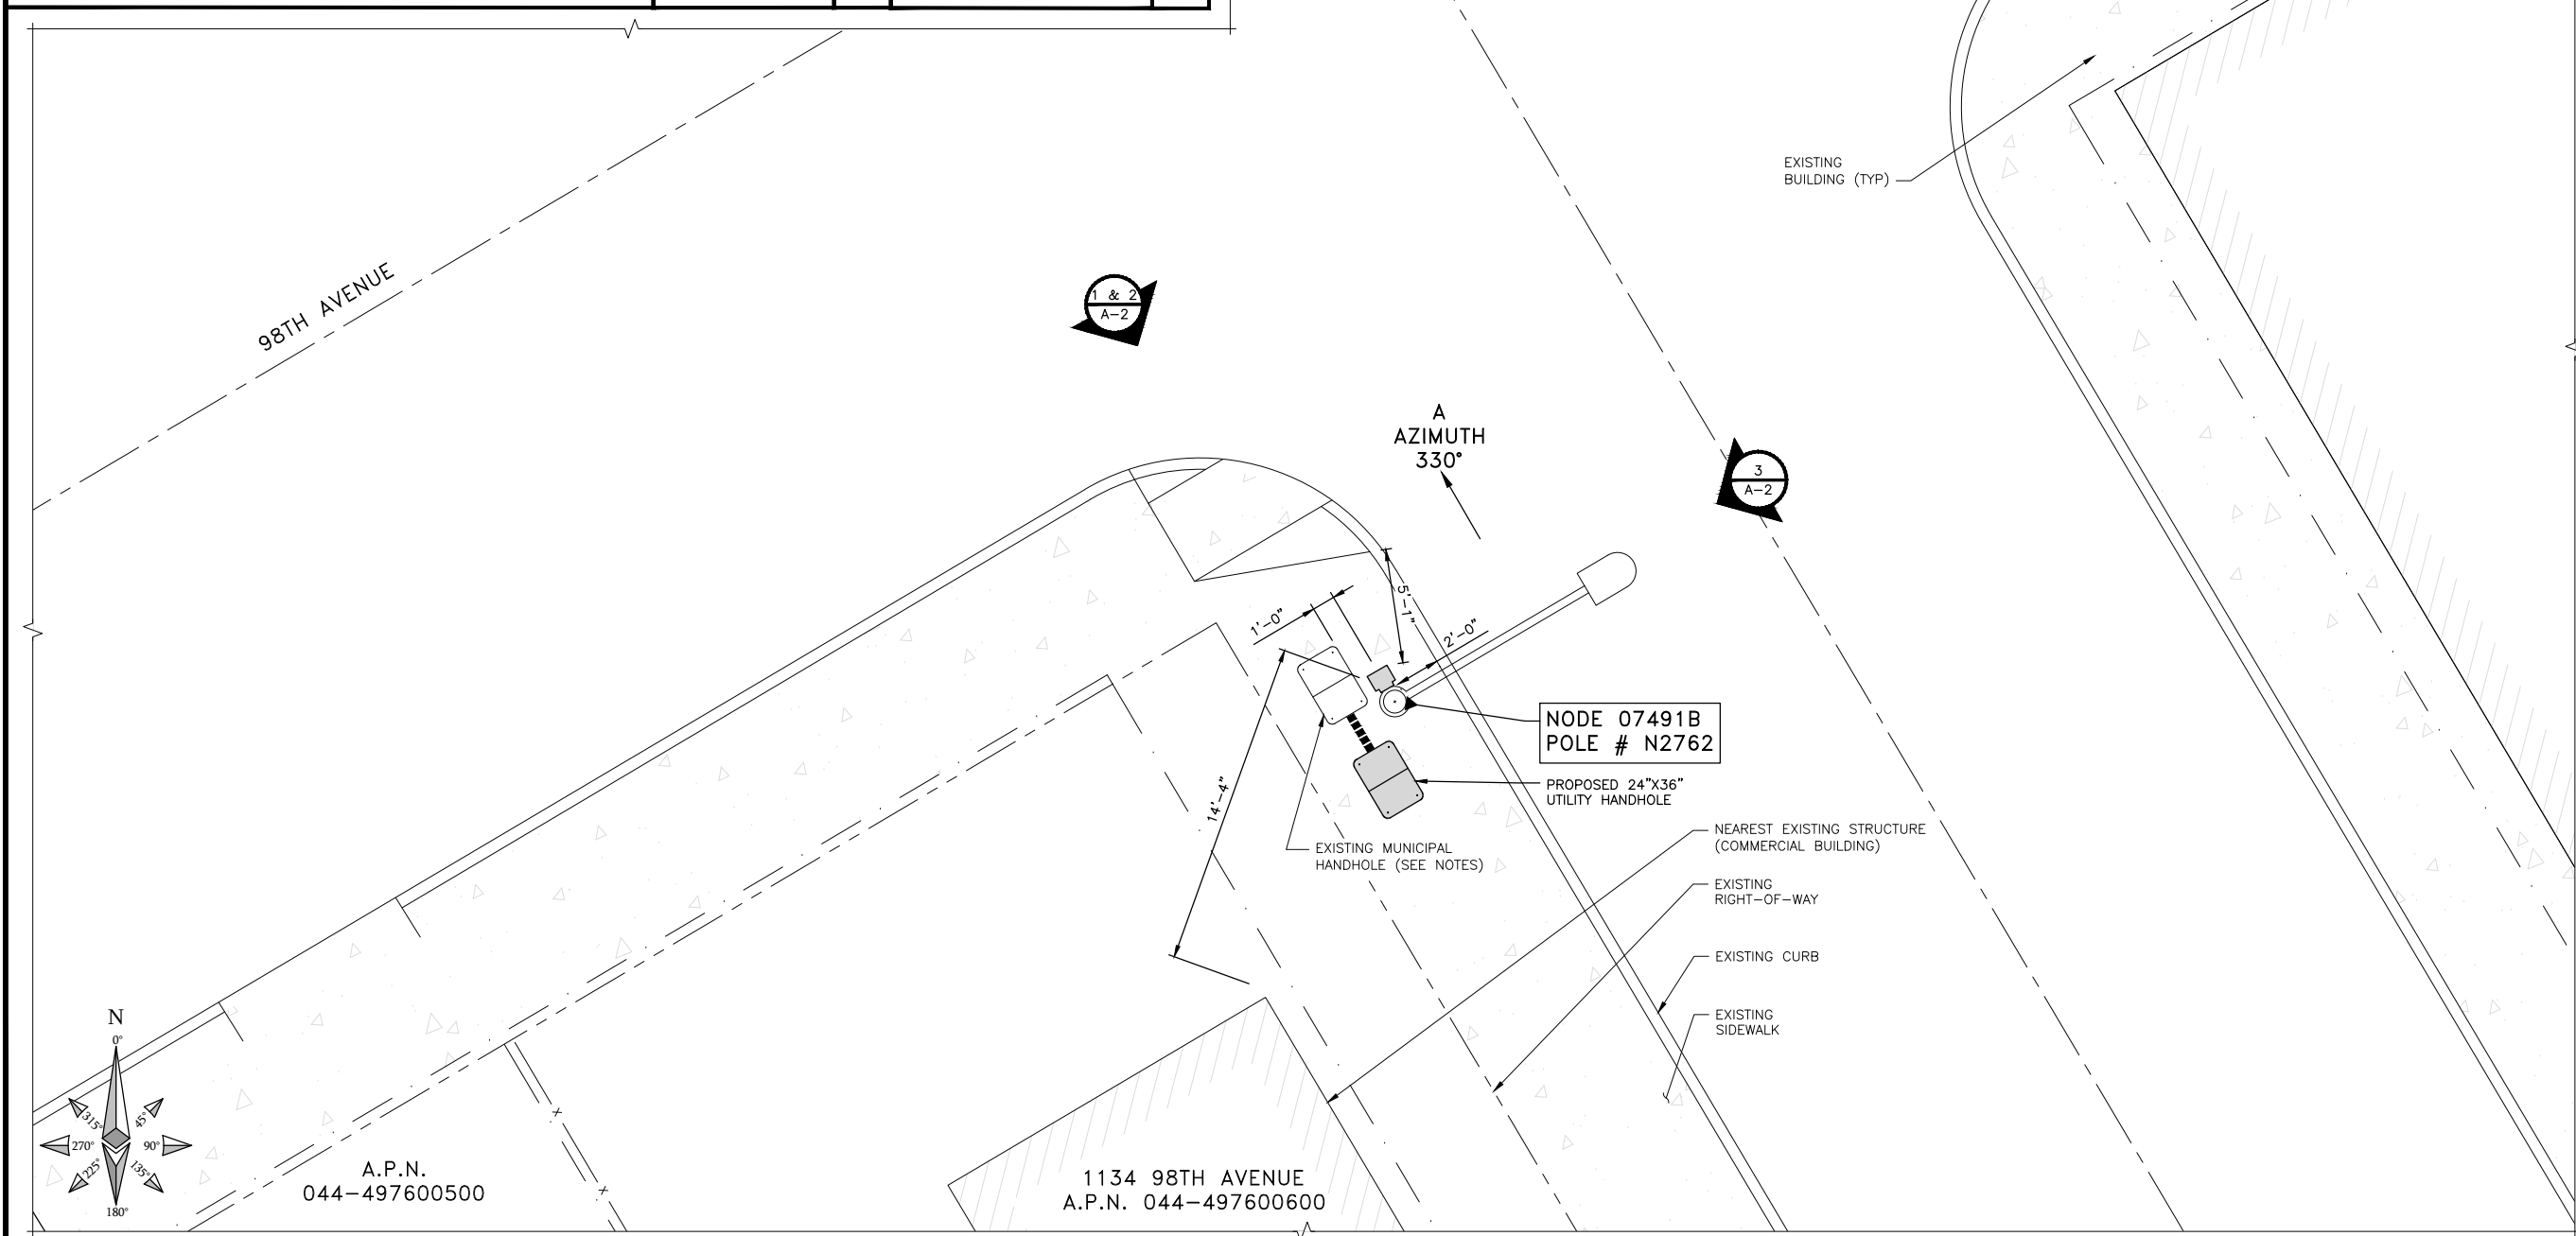 EXISTING
BUILDING (TYP)
98TH AVENUE
1 & 2
A-2
A
AZIMUTH
330°
3
A-2
1'-0"
5'-1"
2'-0"
14'-4"
NODE 07491B
POLE # N2762
PROPOSED 24"X36"
UTILITY HANDHOLE
EXISTING MUNICIPAL
HANDHOLE (SEE NOTES)
NEAREST EXISTING STRUCTURE
(COMMERCIAL BUILDING)
EXISTING
RIGHT-OF-WAY
EXISTING CURB
EXISTING
SIDEWALK
N
0°
315°
45°
270°
90°
225°
135°
180°
X
X
A.P.N.
044-497600500
1134 98TH AVENUE
A.P.N. 044-497600600